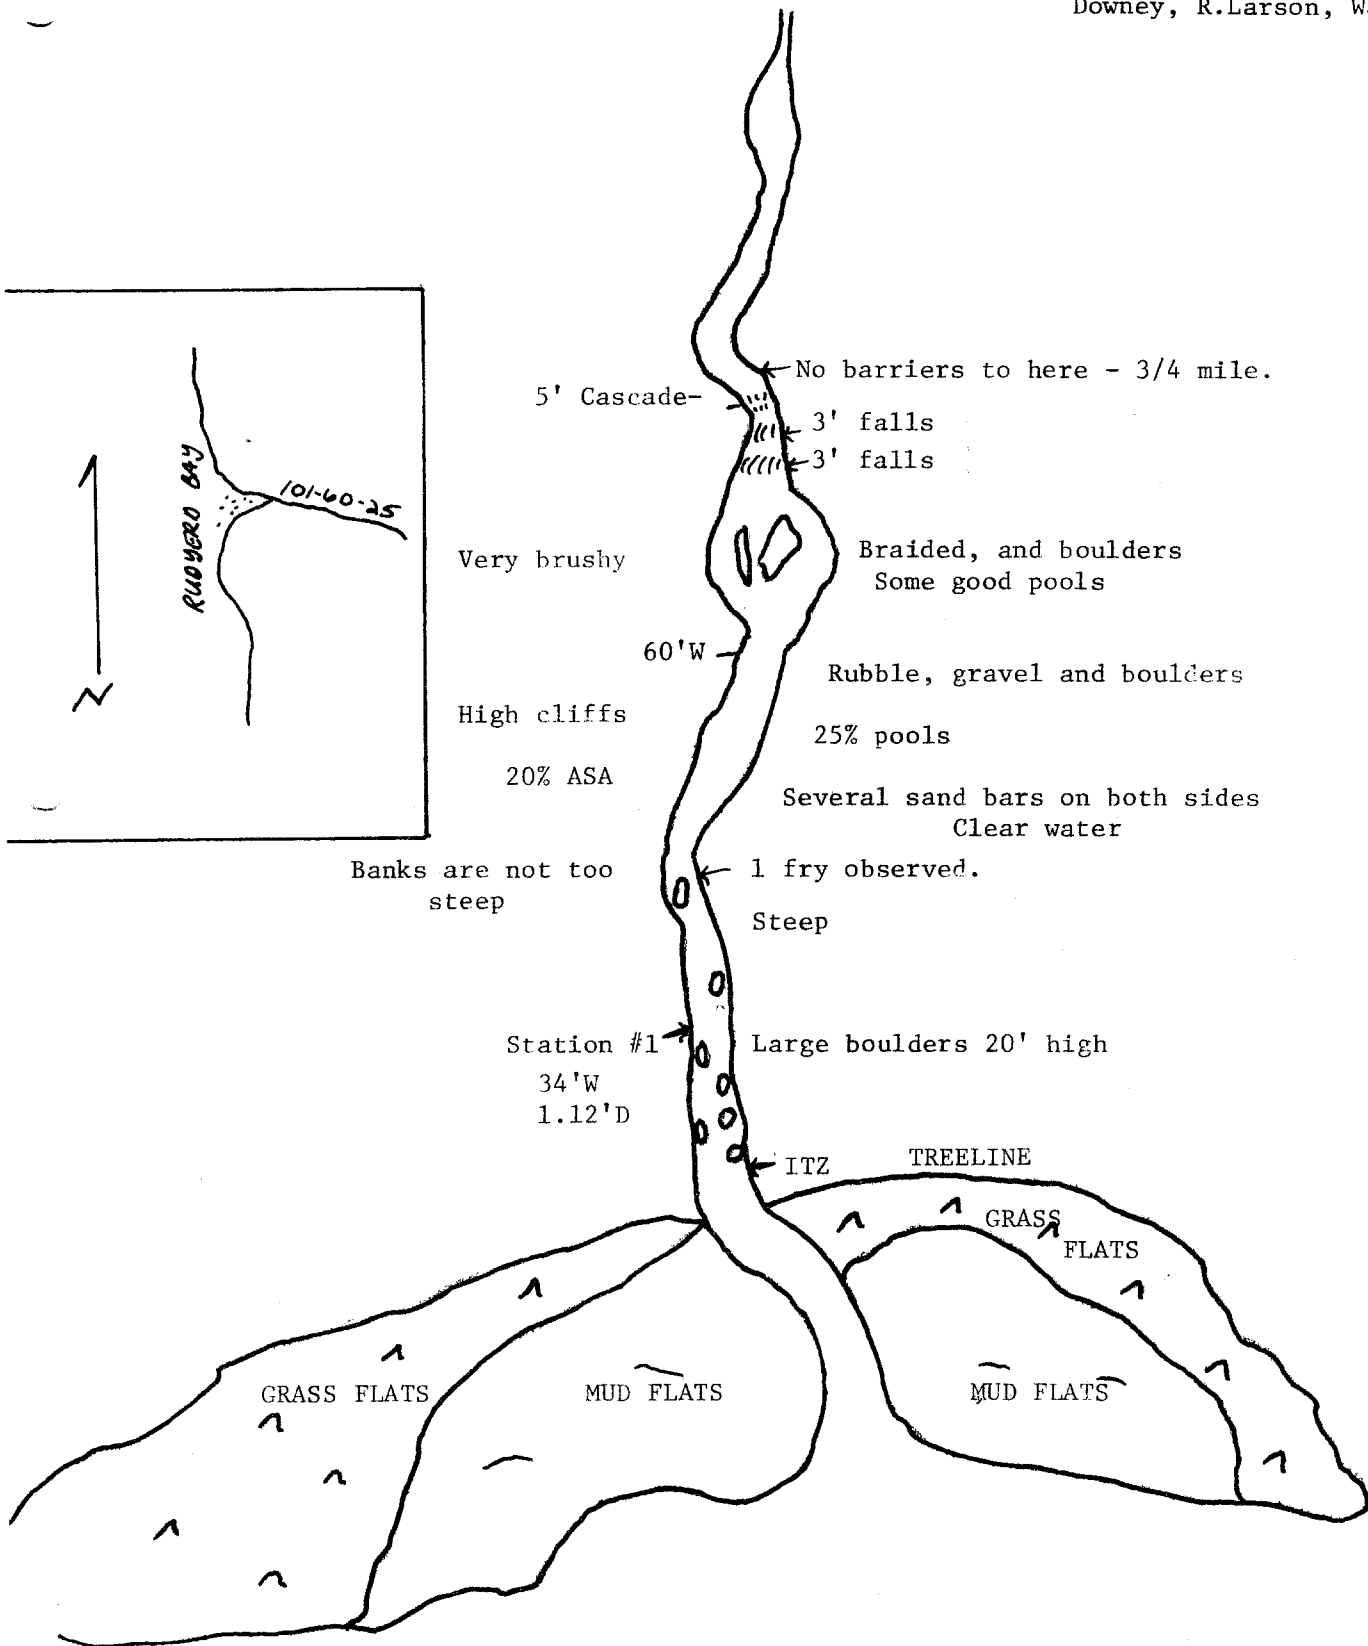 Downey, R.Larson, W.
No barriers to here - 3/4 mile.
5' Cascade-
3' falls
3' falls
RUDYERD BAY
101-60-25
N
Very brushy
Braided, and boulders
Some good pools
60'W
Rubble, gravel and boulders
High cliffs
25% pools
20% ASA
Several sand bars on both sides
Clear water
Banks are not too
steep
1 fry observed.
Steep
Station #1
34'W
1.12'D
Large boulders 20' high
ITZ
TREELINE
GRASS
FLATS
GRASS FLATS
MUD FLATS
MUD FLATS